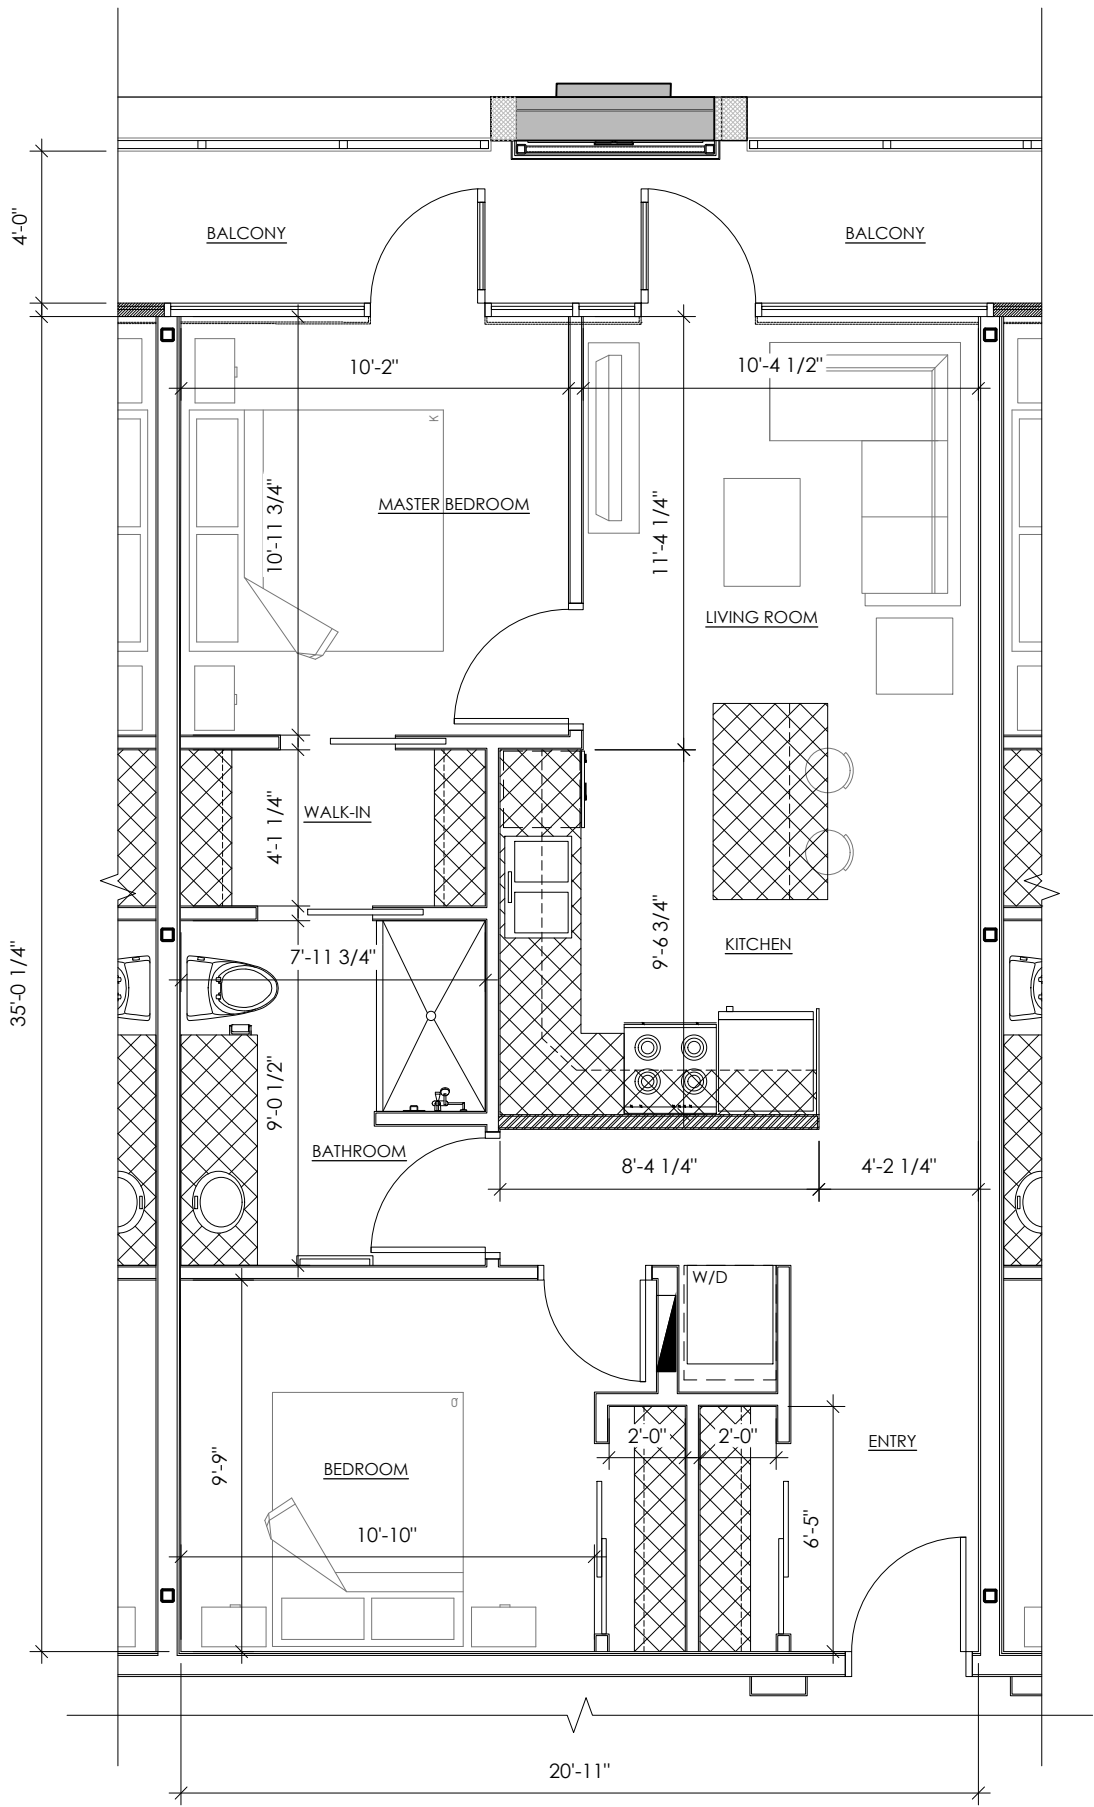 4'-0"
BALCONY
BALCONY
10'-2"
10'-4 1/2"
K
10'-11 3/4"
MASTER BEDROOM
11'-4 1/4"
LIVING ROOM
4'-1 1/4"
WALK-IN
9'-6 3/4"
KITCHEN
7'-11 3/4"
35'-0 1/4"
9'-0 1/2"
BATHROOM
8'-4 1/4"
4'-2 1/4"
W/D
Q
2'-0"
2'-0"
ENTRY
9'-9"
BEDROOM
10'-10"
6'-5"
20'-11"